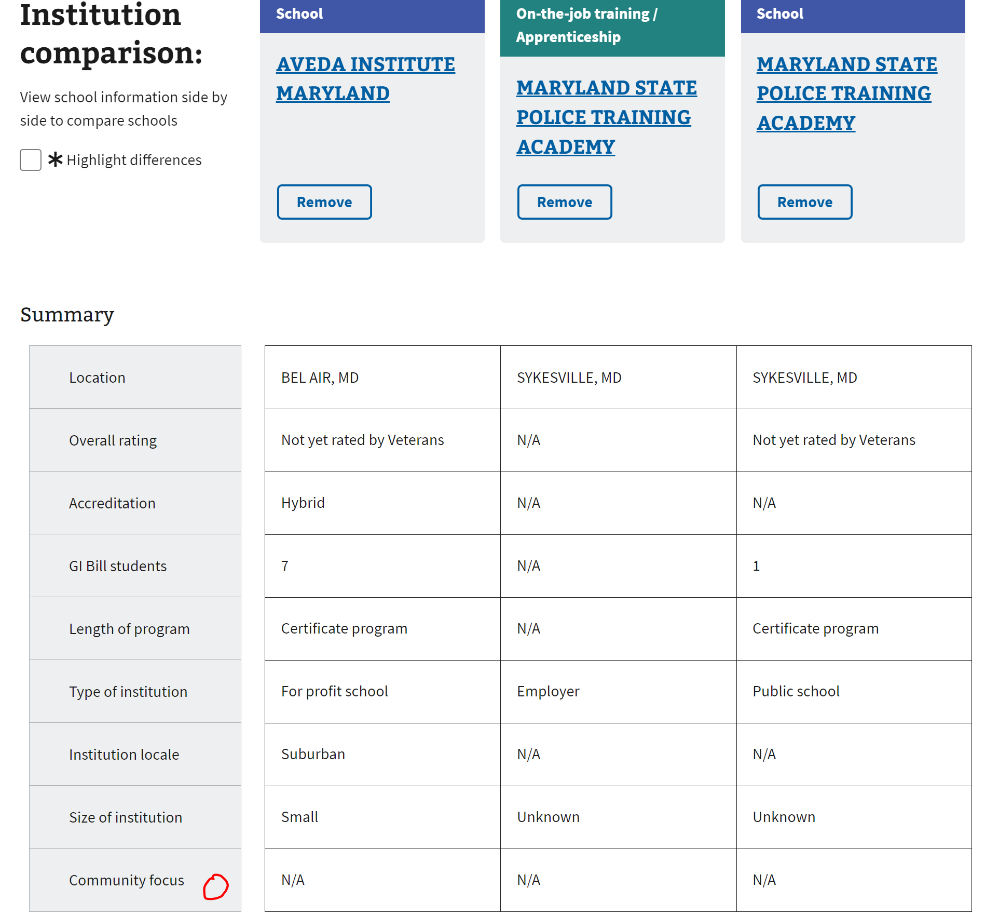 Institution
comparison:
View school information side by
side to compare schools
* Highlight differences
School
AVEDA INSTITUTE
MARYLAND
Remove
On-the-job training /
Apprenticeship
MARYLAND STATE
POLICE TRAINING
ACADEMY
Remove
School
MARYLAND STATE
POLICE TRAINING
ACADEMY
Remove
Summary
Location BEL AIR, MD SYKESVILLE, MD SYKESVILLE, MD
Overall rating Not yet rated by Veterans N/A Not yet rated by Veterans
Accreditation Hybrid N/A N/A
GI Bill students 7 N/A 1
Length of program Certificate program N/A Certificate program
Type of institution For profit school Employer Public school
Institution locale Suburban N/A N/A
Size of institution Small Unknown Unknown
Community focus N/A N/A N/A